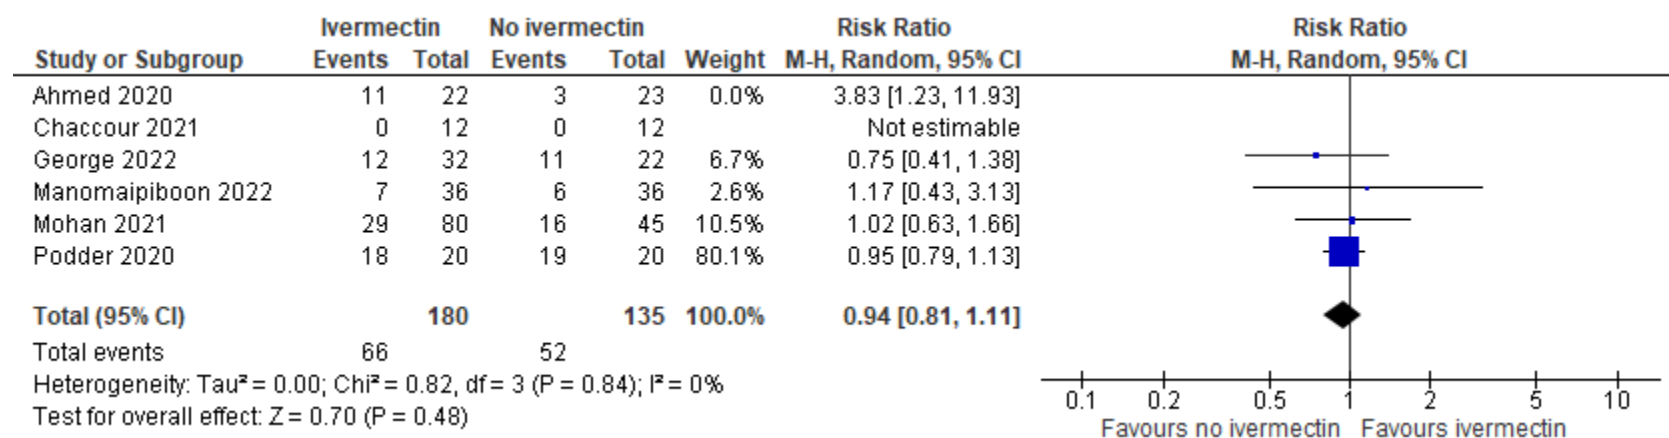 Ivermectin No ivermectin Risk Ratio Risk Ratio
Study or Subgroup Events Total Events Total Weight M-H, Random, 95% CI M-H, Random, 95% CI
Ahmed 2020 11 22 3 23 0.0% 3.83 [1.23, 11.93]
Chaccour 2021 0 12 0 12 Not estimable
George 2022 12 32 11 22 6.7% 0.75 [0.41, 1.38]
Manomaipiboon 2022 7 36 6 36 2.6% 1.17 [0.43, 3.13]
Mohan 2021 29 80 16 45 10.5% 1.02 [0.63, 1.66]
Podder 2020 18 20 19 20 80.1% 0.95 [0.79, 1.13]
Total (95% CI) 180 135 100.0% 0.94 [0.81, 1.11]
Total events 66 52
Heterogeneity: Tau² = 0.00; Chi² = 0.82, df = 3 (P = 0.84); I² = 0%
Test for overall effect: Z = 0.70 (P = 0.48)
0.1 0.2 0.5 1 2 5 10
Favours no ivermectin Favours ivermectin